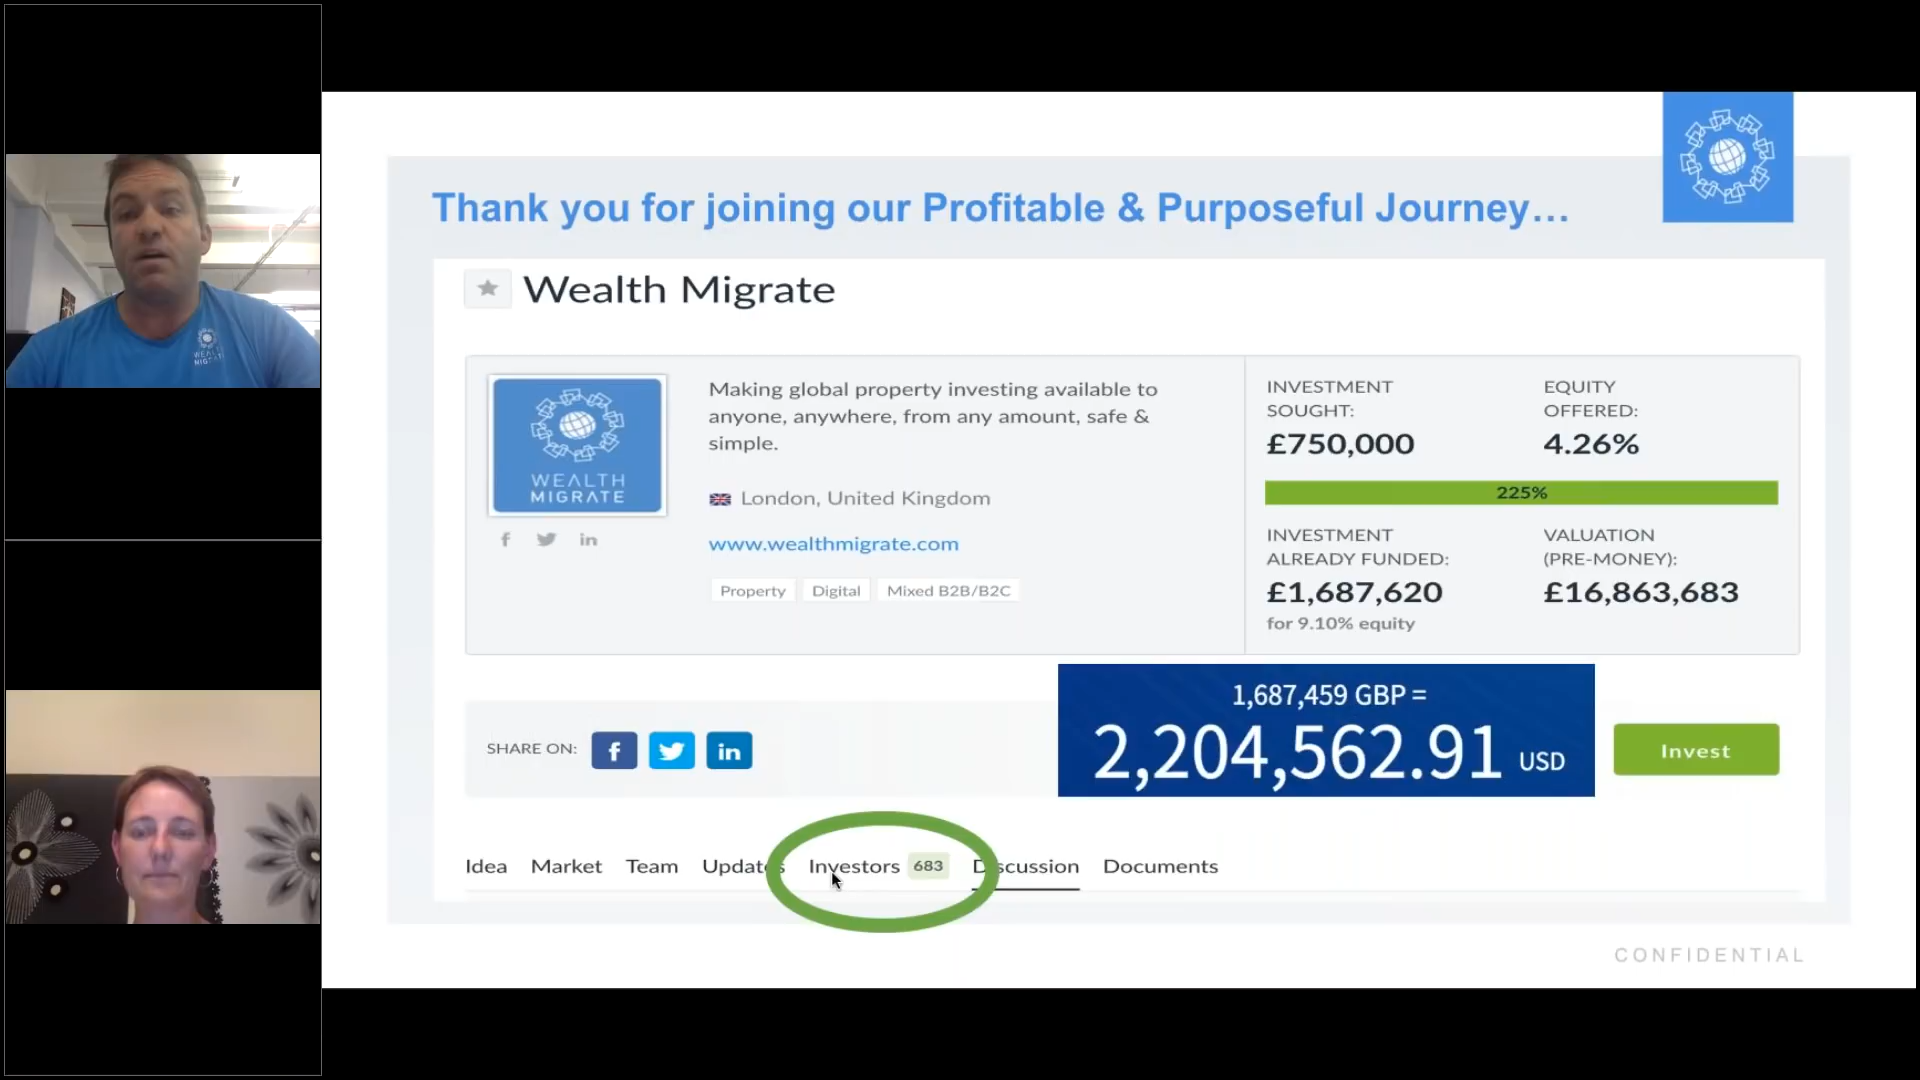 Thank you for joining our Profitable & Purposeful Journey...
Wealth Migrate
WEALTH
MIGRATE
Making global property investing available to
anyone, anywhere, from any amount, safe &
simple.
London, United Kingdom
www.wealthmigrate.com
Property Digital Mixed B2B/B2C
INVESTMENT
SOUGHT:
£750,000
EQUITY
OFFERED:
4.26%
225%
INVESTMENT
ALREADY FUNDED:
£1,687,620
for 9.10% equity
VALUATION
(PRE-MONEY):
£16,863,683
SHARE ON:
1,687,459 GBP =
2,204,562.91 USD
Invest
Idea Market Team Updates Investors 683 Discussion Documents
CONFIDENTIAL